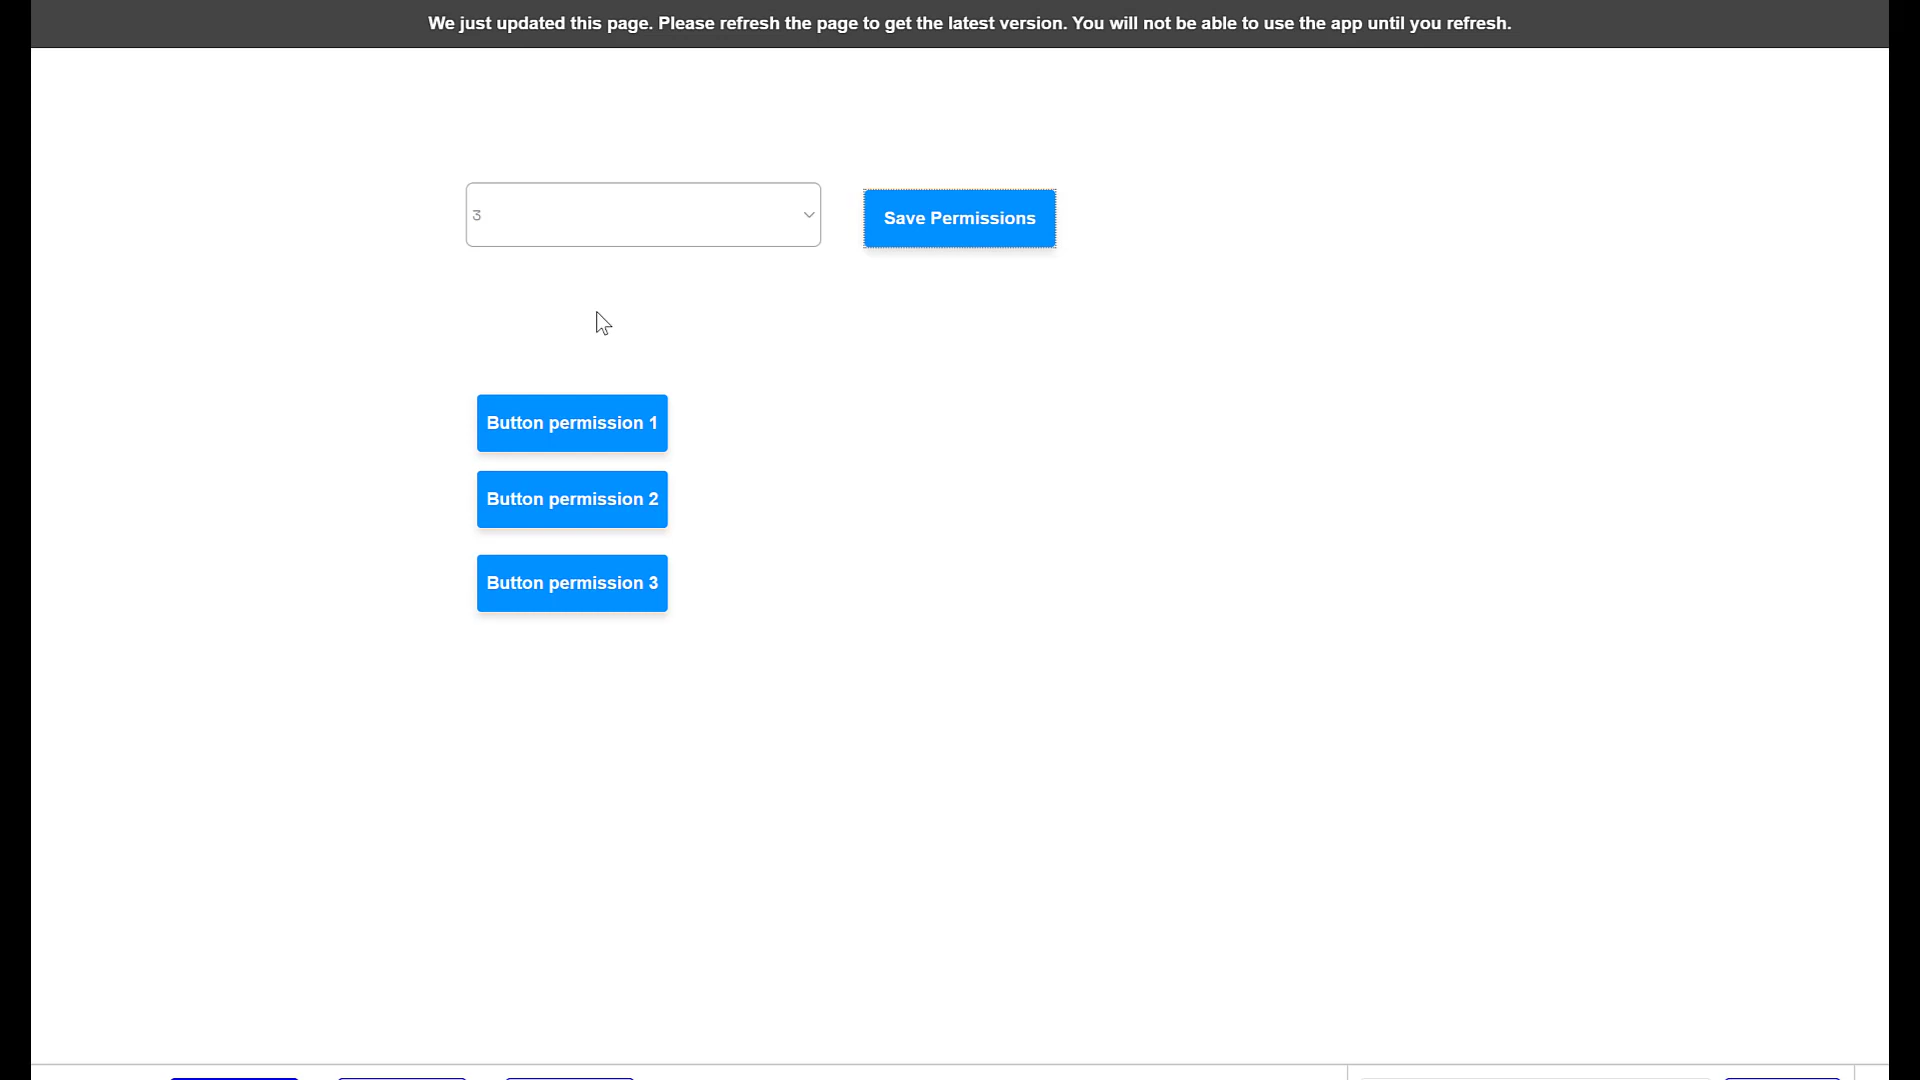 We just updated this page. Please refresh the page to get the latest version. You will not be able to use the app until you refresh.
3
Save Permissions
Button permission 1
Button permission 2
Button permission 3